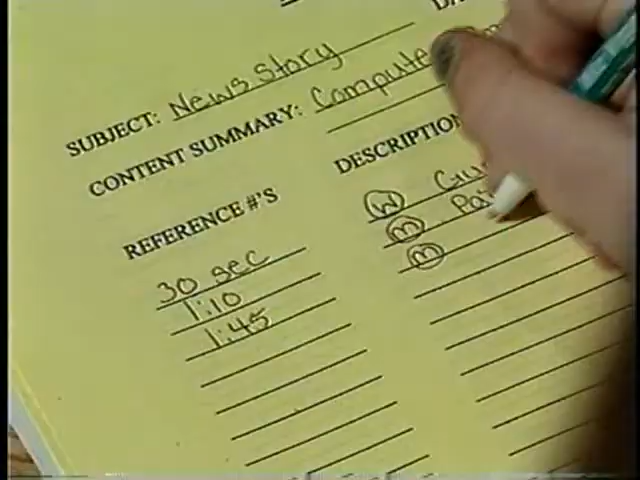 SUBJECT: News Story
CONTENT SUMMARY: Compute
DESCRIPTION
REFERENCE #'S
30 sec
W
1:10
M
1:45
M